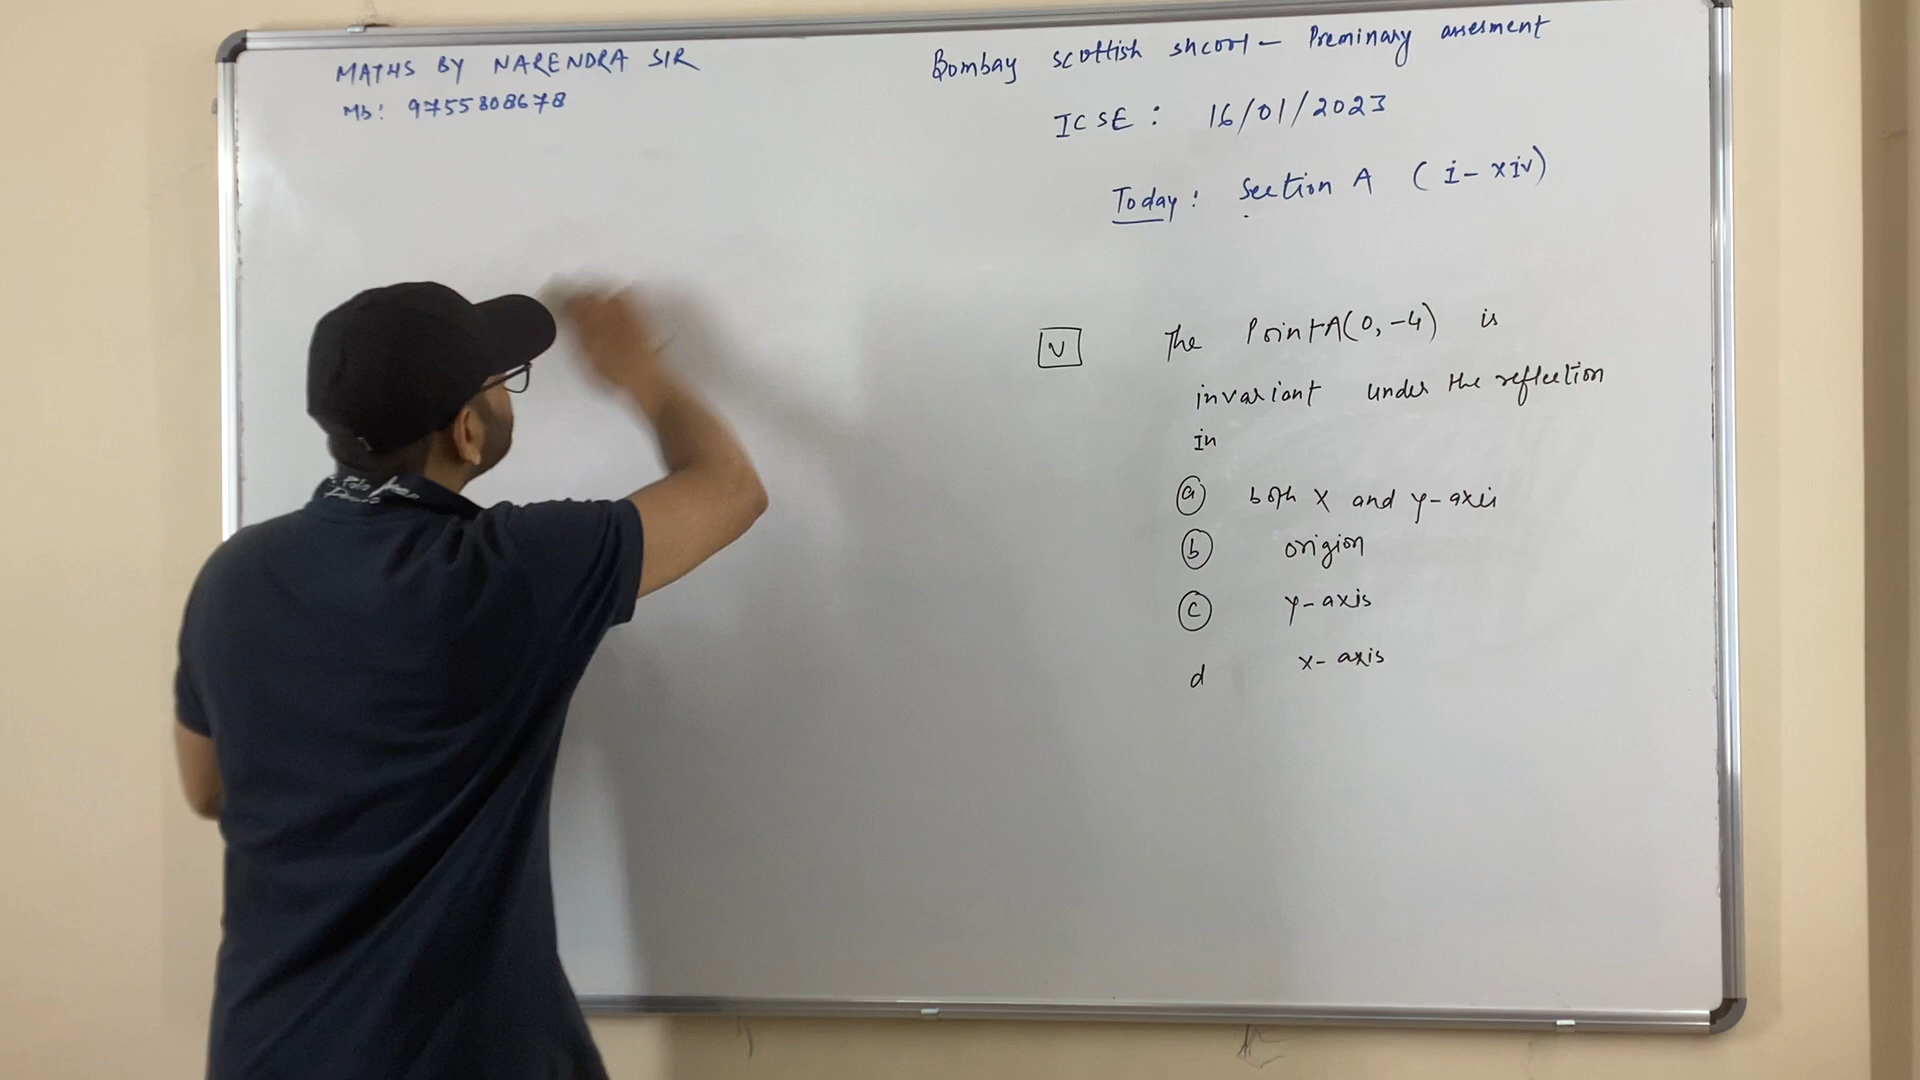 MATHS BY NARENDRA SIR
Mb: 9755808678
Bombay scottish shcool - Preminary assesment
ICSE: 16/01/2023
Today: Section A (i - xiv)
V The Point A(0, -4) is
invariant under the reflection
in
a both X and y-axis
b origion
c y-axis
d x-axis